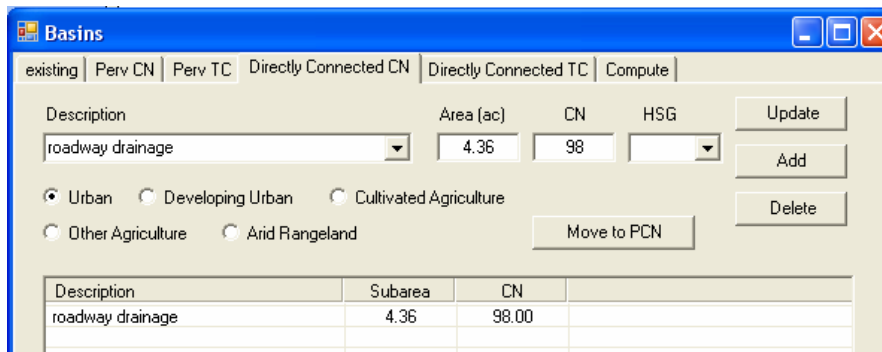 Basins
existing Perv CN Perv TC Directly Connected CN Directly Connected TC Compute
Description Area (ac) CN HSG Update
roadway drainage 4.36 98
Add
Urban Developing Urban Cultivated Agriculture
Delete
Other Agriculture Arid Rangeland Move to PCN
Description Subarea CN
roadway drainage 4.36 98.00